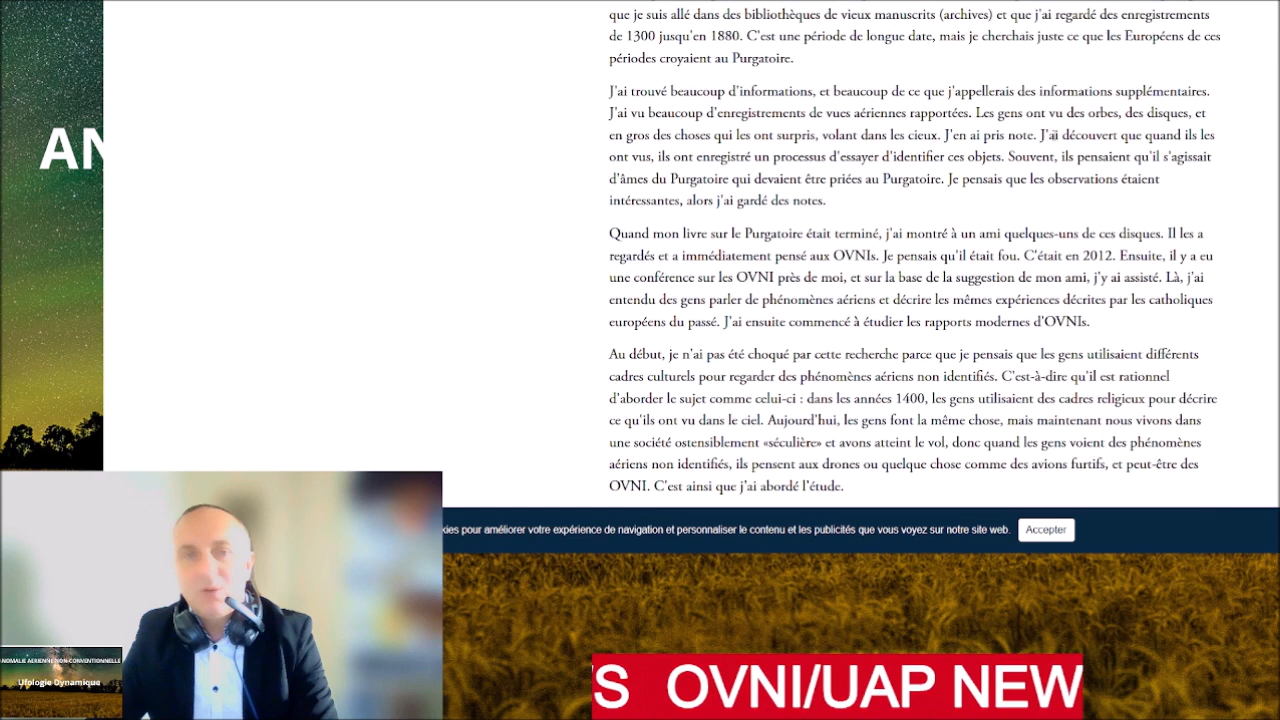 que je suis allé dans des bibliothèques de vieux manuscrits (archives) et que j'ai regardé des enregistrements
de 1300 jusqu'en 1880. C'est une période de longue date, mais je cherchais juste ce que les Européens de ces
périodes croyaient au Purgatoire.
J'ai trouvé beaucoup d'informations, et beaucoup de ce que j'appellerais des informations supplémentaires.
J'ai vu beaucoup d'enregistrements de vues aériennes rapportées. Les gens ont vu des orbes, des disques, et
en gros des choses qui les ont surpris, volant dans les cieux. J'en ai pris note. J'ai découvert que quand ils les
ont vus, ils ont enregistré un processus d'essayer d'identifier ces objets. Souvent, ils pensaient qu'il s'agissait
d'âmes du Purgatoire qui devaient être priées au Purgatoire. Je pensais que les observations étaient
intéressantes, alors j'ai gardé des notes.
Quand mon livre sur le Purgatoire était terminé, j'ai montré à un ami quelques-uns de ces disques. Il les a
regardés et a immédiatement pensé aux OVNIs. Je pensais qu'il était fou. C'était en 2012. Ensuite, il y a eu
une conférence sur les OVNI près de moi, et sur la base de la suggestion de mon ami, j'y ai assisté. Là, j'ai
entendu des gens parler de phénomènes aériens et décrire les mêmes expériences décrites par les catholiques
européens du passé. J'ai ensuite commencé à étudier les rapports modernes d'OVNIs.
Au début, je n'ai pas été choqué par cette recherche parce que je pensais que les gens utilisaient différents
cadres culturels pour regarder des phénomènes aériens non identifiés. C'est-à-dire qu'il est rationnel
d'aborder le sujet comme celui-ci : dans les années 1400, les gens utilisaient des cadres religieux pour décrire
ce qu'ils ont vu dans le ciel. Aujourd'hui, les gens font la même chose, mais maintenant nous vivons dans
une société ostensiblement «séculière» et avons atteint le vol, donc quand les gens voient des phénomènes
aériens non identifiés, ils pensent aux drones ou quelque chose comme des avions furtifs, et peut-être des
OVNI. C'est ainsi que j'ai abordé l'étude.
AN
kies pour améliorer votre expérience de navigation et personnaliser le contenu et les publicités que vous voyez sur notre site web.
Accepter
ANOMALIE AERIENNE NON-CONVENTIONNELLE
Ufologie Dynamique
S OVNI/UAP NEW